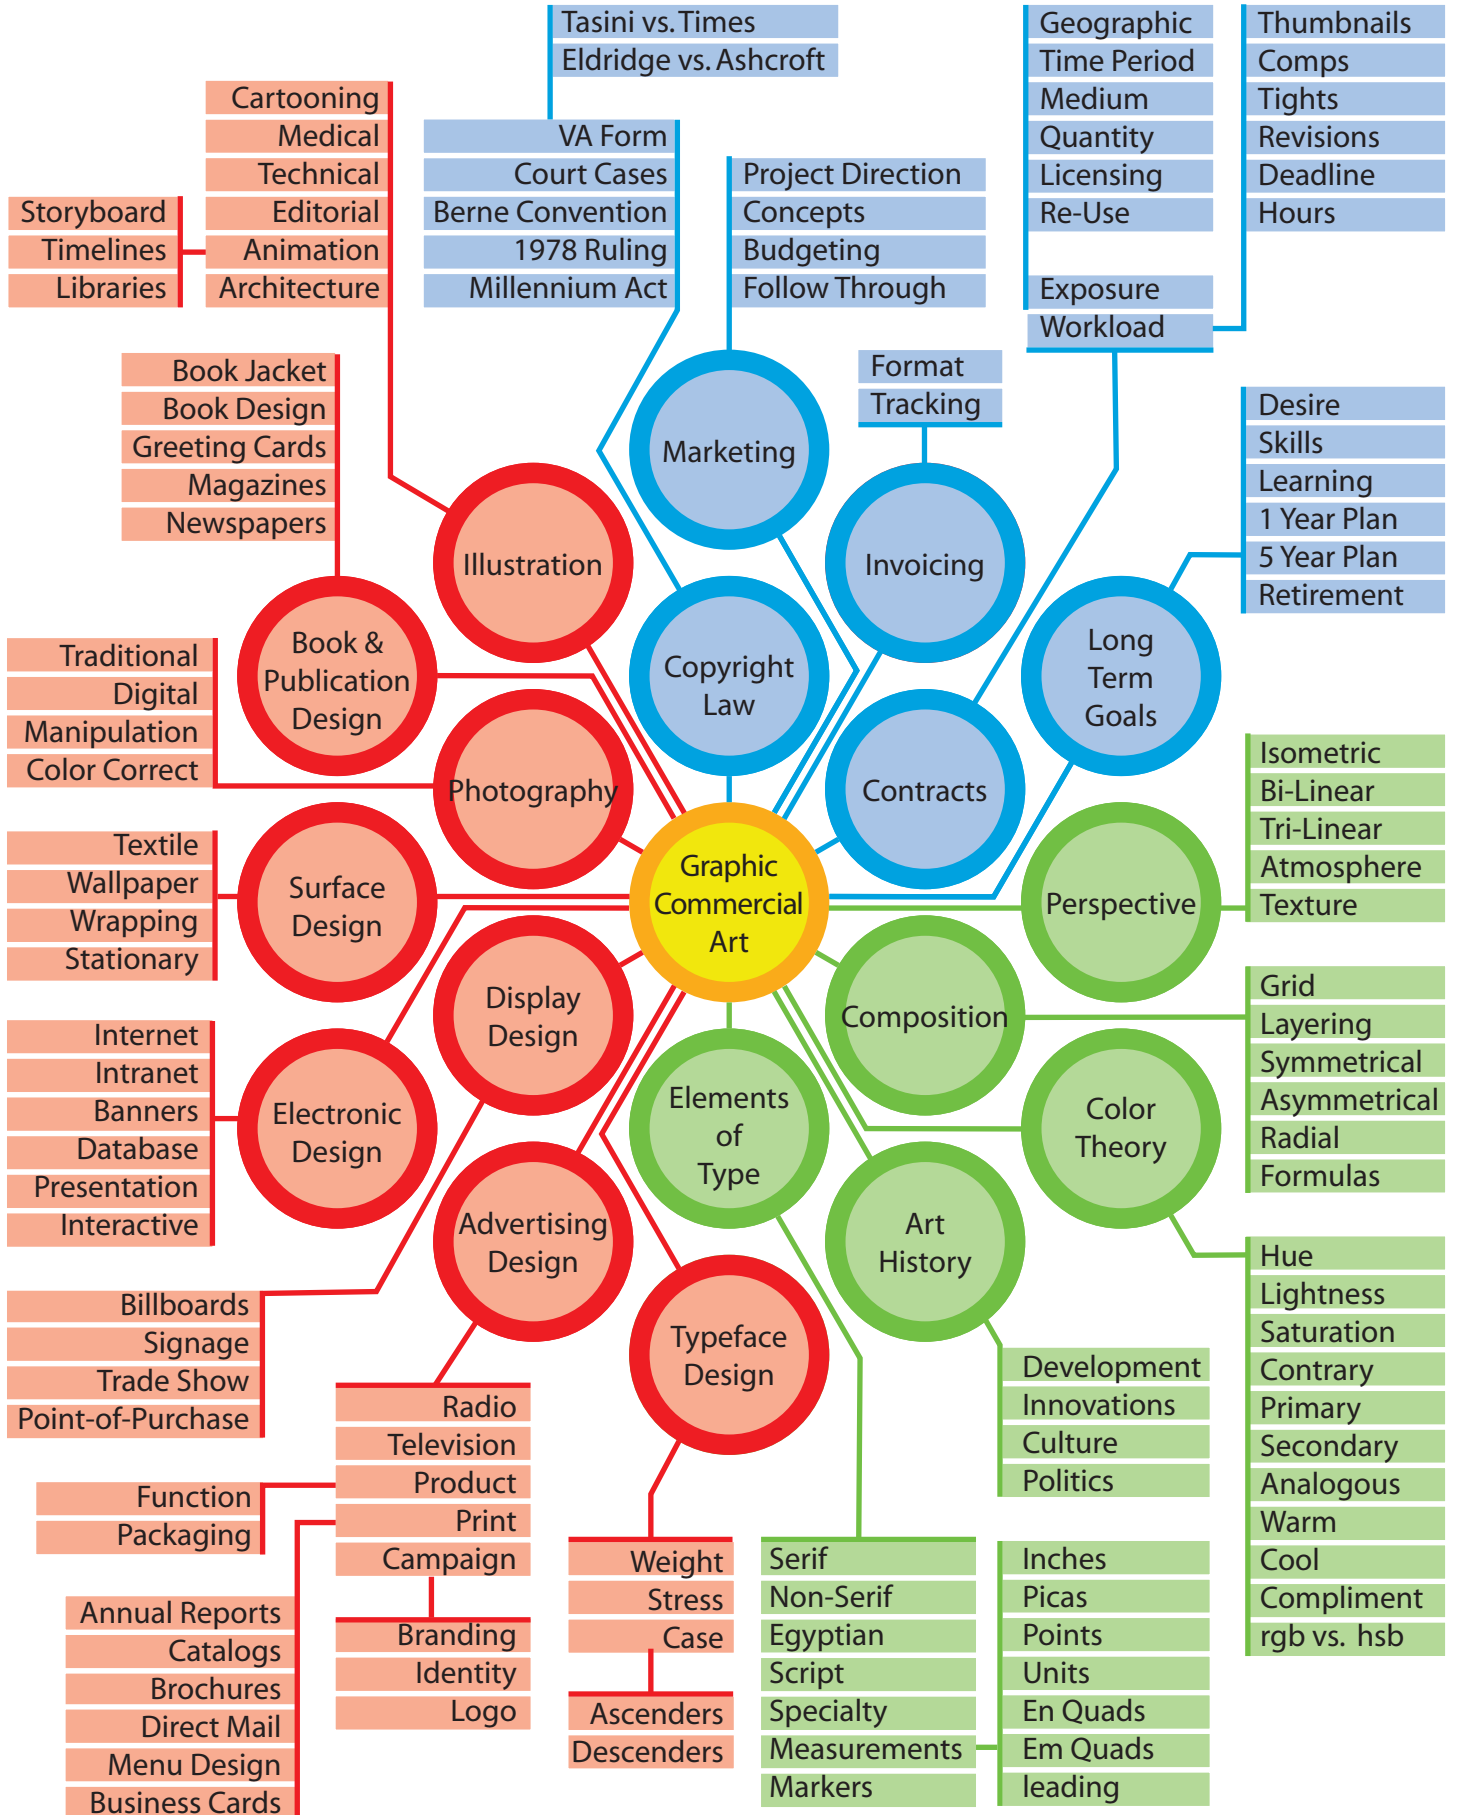 Tasini vs. Times
Eldridge vs. Ashcroft
Geographic
Time Period
Medium
Quantity
Licensing
Re-Use
Exposure
Workload
Thumbnails
Comps
Tights
Revisions
Deadline
Hours
Cartooning
Medical
Technical
Editorial
Animation
Architecture
Storyboard
Timelines
Libraries
VA Form
Court Cases
Berne Convention
1978 Ruling
Millennium Act
Project Direction
Concepts
Budgeting
Follow Through
Book Jacket
Book Design
Greeting Cards
Magazines
Newspapers
Format
Tracking
Desire
Skills
Learning
1 Year Plan
5 Year Plan
Retirement
Marketing
Illustration
Invoicing
Book &
Publication
Design
Copyright
Law
Long
Term
Goals
Traditional
Digital
Manipulation
Color Correct
Photography
Contracts
Isometric
Bi-Linear
Tri-Linear
Atmosphere
Texture
Textile
Wallpaper
Wrapping
Stationary
Surface
Design
Graphic
Commercial
Art
Perspective
Display
Design
Composition
Grid
Layering
Symmetrical
Asymmetrical
Radial
Formulas
Internet
Intranet
Banners
Database
Presentation
Interactive
Electronic
Design
Elements
of
Type
Color
Theory
Advertising
Design
Art
History
Billboards
Signage
Trade Show
Point-of-Purchase
Typeface
Design
Hue
Lightness
Saturation
Contrary
Primary
Secondary
Analogous
Warm
Cool
Compliment
rgb vs. hsb
Development
Innovations
Culture
Politics
Radio
Television
Product
Print
Campaign
Function
Packaging
Annual Reports
Catalogs
Brochures
Direct Mail
Menu Design
Business Cards
Branding
Identity
Logo
Weight
Stress
Case
Ascenders
Descenders
Serif
Non-Serif
Egyptian
Script
Specialty
Measurements
Markers
Inches
Picas
Points
Units
En Quads
Em Quads
leading